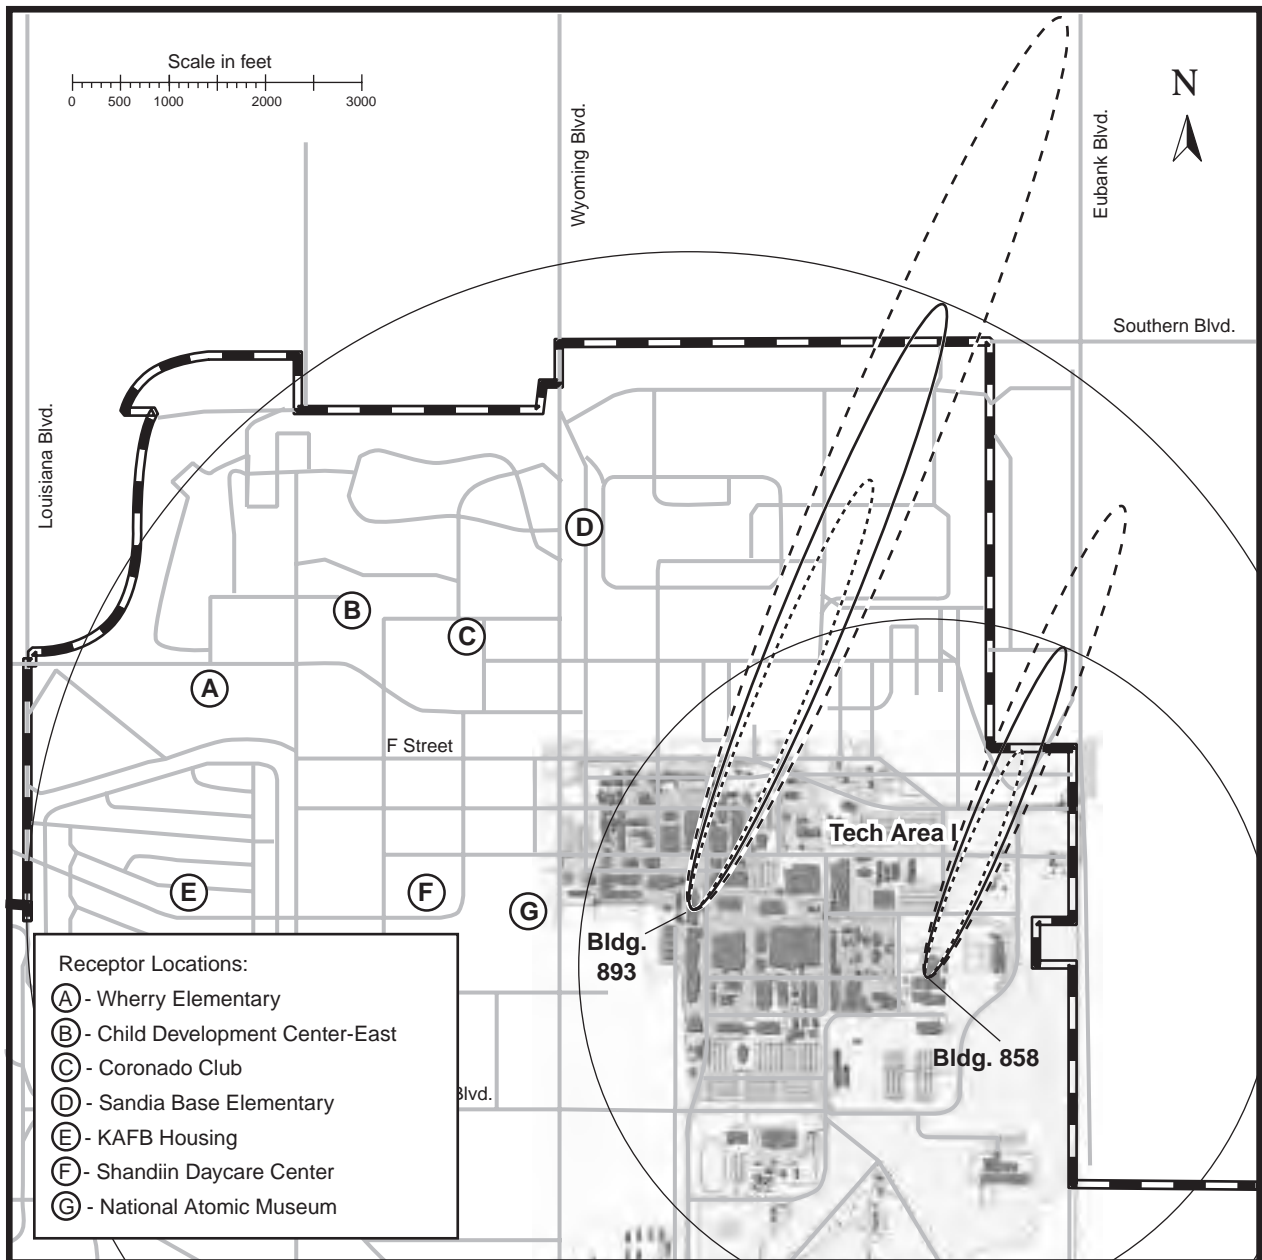 Scale in feet
0 500 1000 2000 3000
N
Wyoming Blvd.
Eubank Blvd.
Southern Blvd.
Louisiana Blvd.
D
B
C
A
F Street
Tech Area I
E
F
G
Bldg.
893
Bldg. 858
Blvd.
Receptor Locations:
A - Wherry Elementary
B - Child Development Center-East
C - Coronado Club
D - Sandia Base Elementary
E - KAFB Housing
F - Shandiin Daycare Center
G - National Atomic Museum